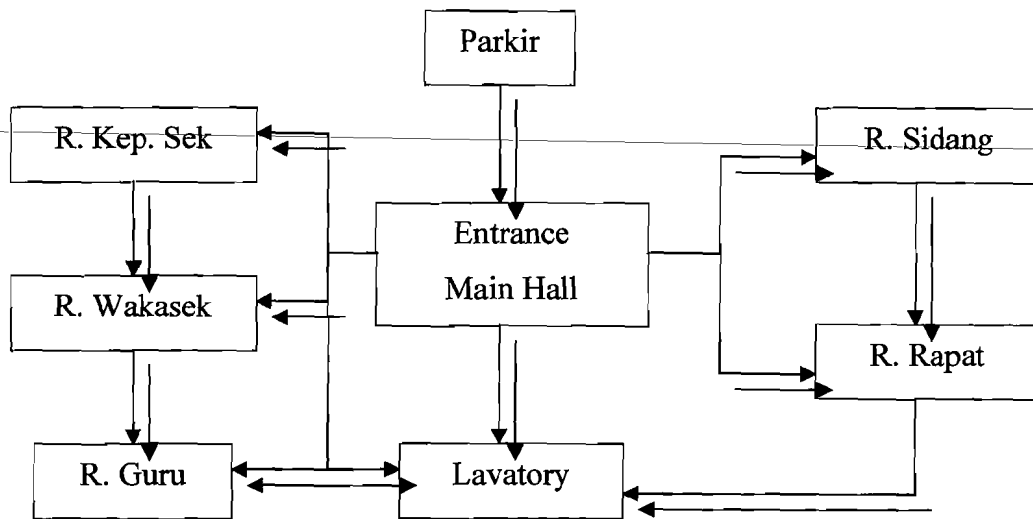 Parkir
R. Kep. Sek
R. Sidang
Entrance
Main Hall
R. Wakasek
R. Rapat
R. Guru
Lavatory